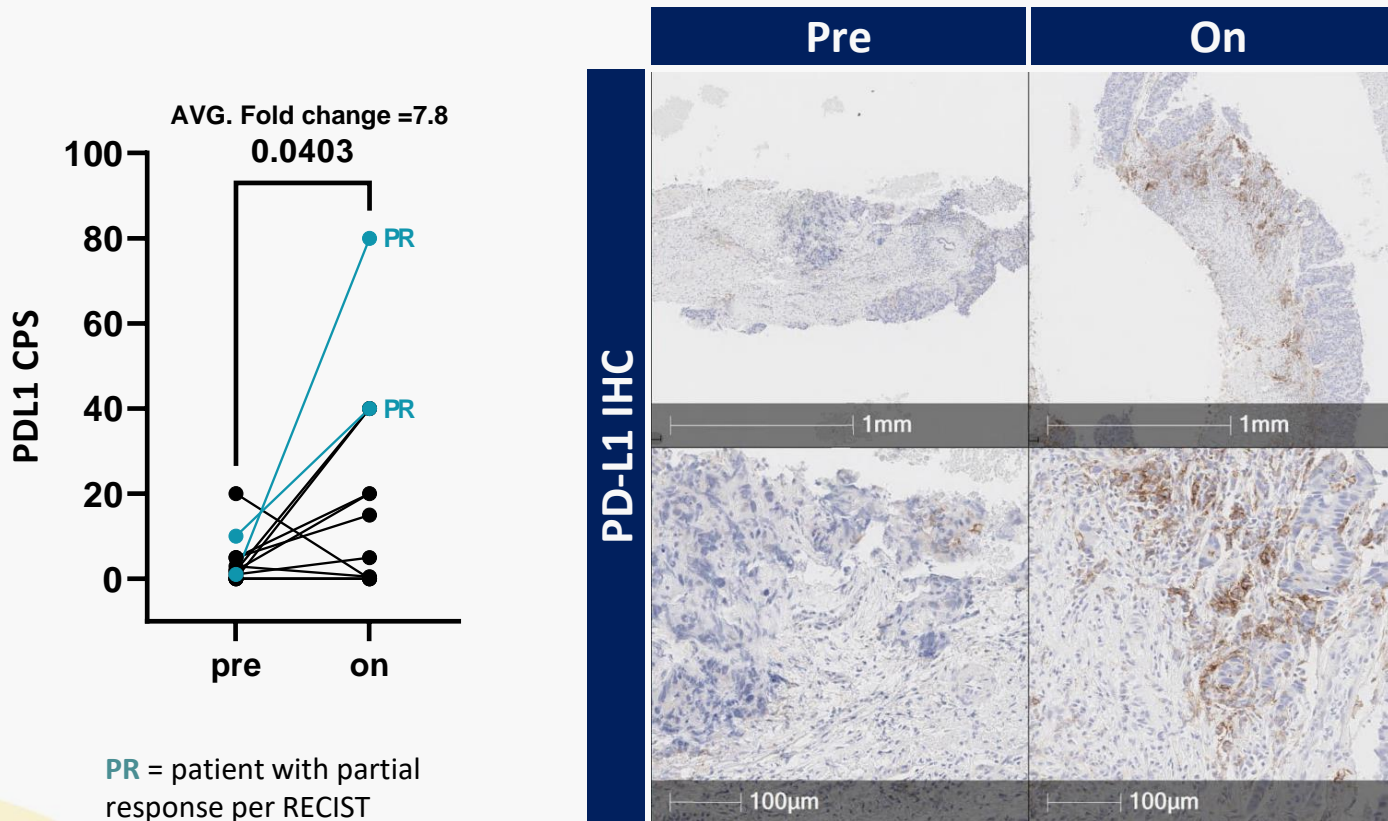 Pre
On
AVG. Fold change =7.8
0.0403
100
80
60
40
20
0
PDL1 CPS
PR
PR
pre
on
PR = patient with partial
response per RECIST
PD-L1 IHC
1mm
1mm
100µm
100µm